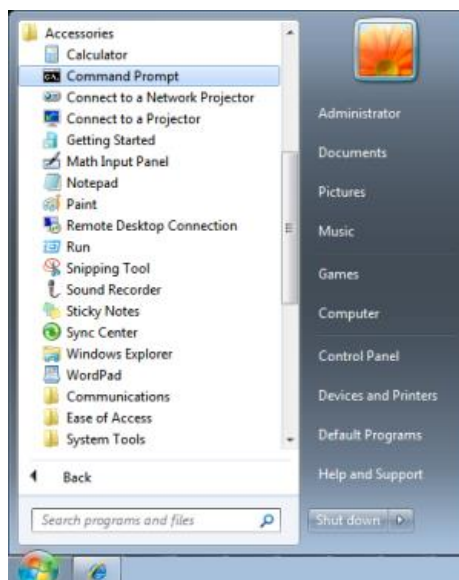 Accessories
Calculator
Command Prompt
Connect to a Network Projector
Connect to a Projector
Getting Started
Math Input Panel
Notepad
Paint
Remote Desktop Connection
Run
Snipping Tool
Sound Recorder
Sticky Notes
Sync Center
Windows Explorer
WordPad
Communications
Ease of Access
System Tools
Back
Search programs and files
Administrator
Documents
Pictures
Music
Games
Computer
Control Panel
Devices and Printers
Default Programs
Help and Support
Shut down